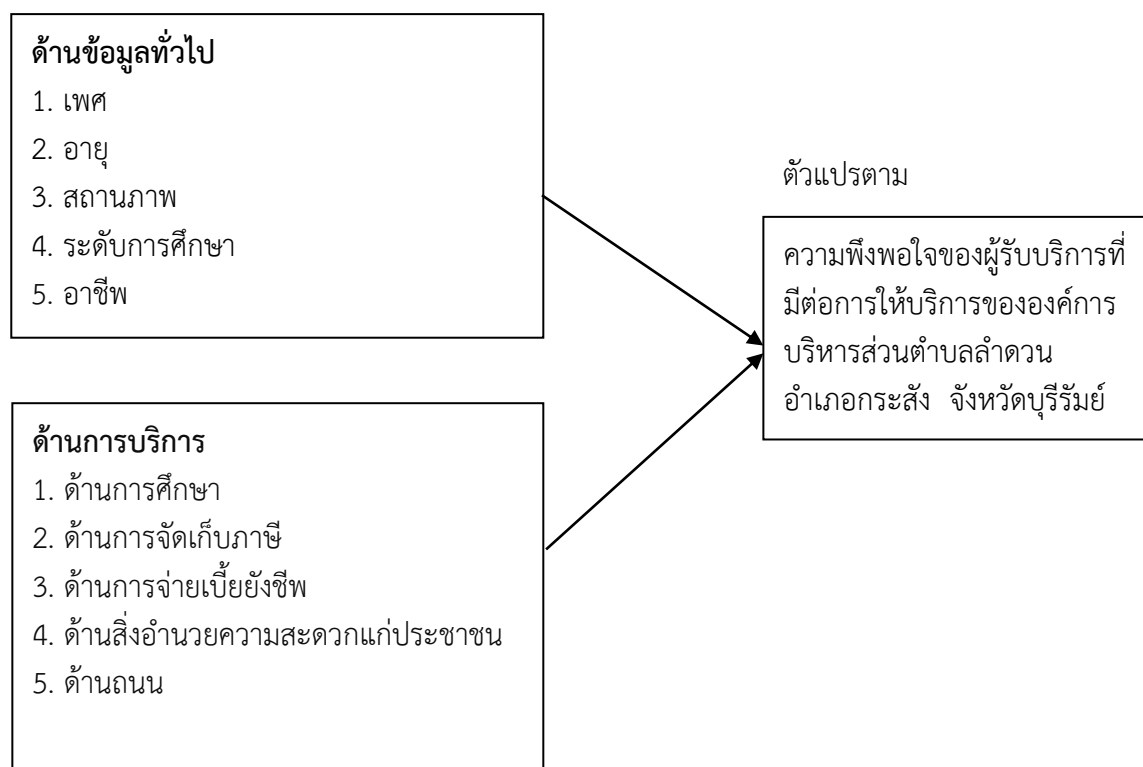 ด้านข้อมูลทั่วไป
1. เพศ
2. อายุ
3. สถานภาพ
4. ระดับการศึกษา
5. อาชีพ
ด้านการบริการ
1. ด้านการศึกษา
2. ด้านการจัดเก็บภาษี
3. ด้านการจ่ายเบี้ยยังชีพ
4. ด้านสิ่งอำนวยความสะดวกแก่ประชาชน
5. ด้านถนน
ตัวแปรตาม
ความพึงพอใจของผู้รับบริการที่
มีต่อการให้บริการขององค์การ
บริหารส่วนตำบลลำดวน
อำเภอกระสัง จังหวัดบุรีรัมย์